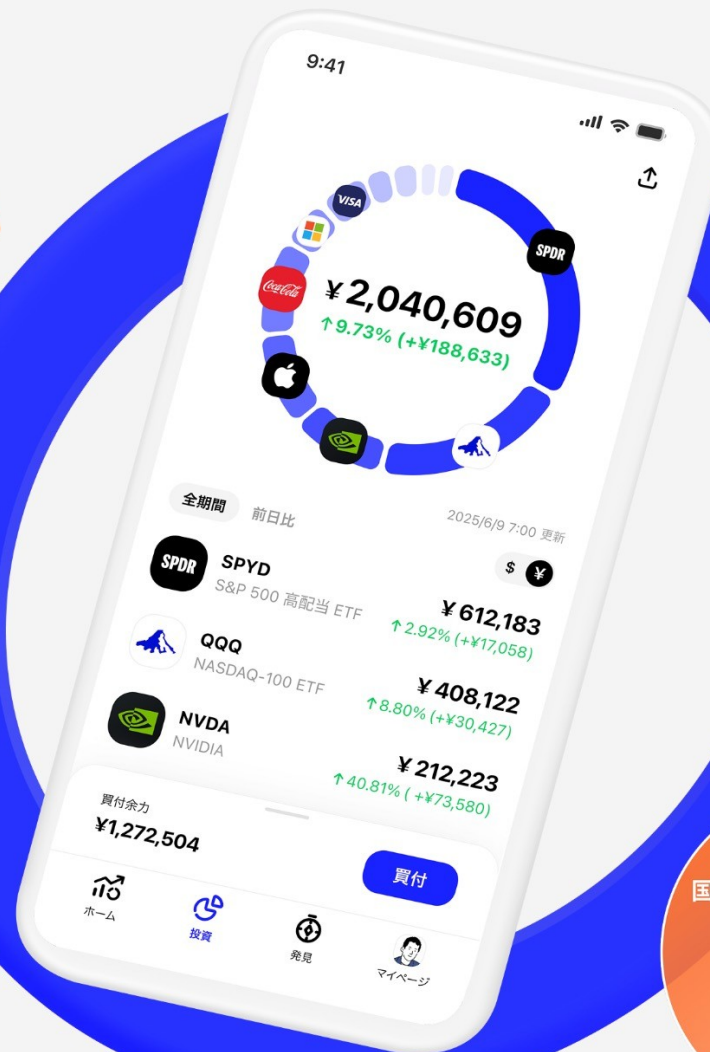 9:41
VISA
SPDR
Coca-Cola
¥2,040,609
↑9.73% (+¥188,633)
全期間 前日比
2025/6/9 7:00 更新
$ ¥
SPDR
SPYD
S&P 500 高配当 ETF
¥612,183
↑2.92% (+¥17,058)
QQQ
NASDAQ-100 ETF
¥408,122
↑8.80% (+¥30,427)
NVDA
NVIDIA
¥212,223
↑40.81% ( +¥73,580)
買付余力
¥1,272,504
買付
ホーム
投資
発見
マイページ
国